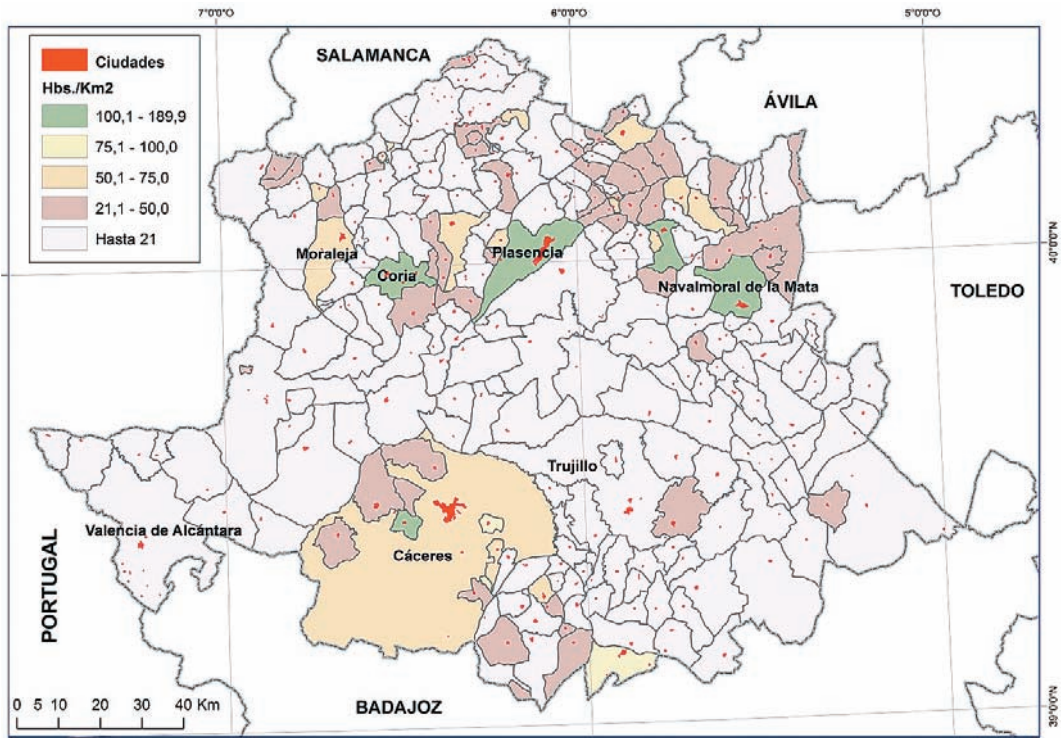 7°0'0"O
6°0'0"O
5°0'0"O
Ciudades
Hbs./Km2
100,1 - 189,9
75,1 - 100,0
50,1 - 75,0
21,1 - 50,0
Hasta 21
SALAMANCA
ÁVILA
Moraleja
Coria
Plasencia
Navalmoral de la Mata
40°0'0"N
TOLEDO
Trujillo
Valencia de Alcántara
Cáceres
PORTUGAL
BADAJOZ
0 5 10 20 30 40 Km
39°0'0"N